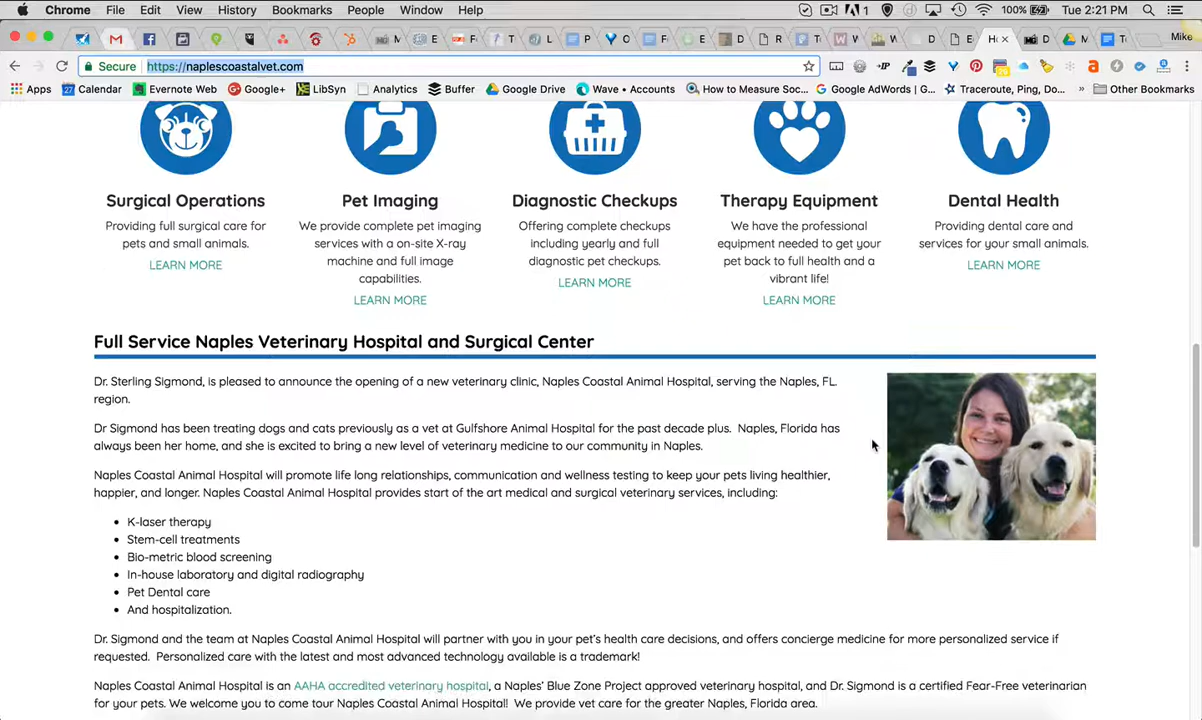 Chrome File Edit View History Bookmarks People Window Help 1 100% Tue 2:21 PM
Mike
Secure https://naplescoastalvet.com
Apps 27 Calendar Evernote Web Google+ LibSyn Analytics Buffer Google Drive Wave • Accounts How to Measure Soc... Google AdWords | G... Traceroute, Ping, Do... » Other Bookmarks
Surgical Operations
Providing full surgical care for
pets and small animals.
LEARN MORE
Pet Imaging
We provide complete pet imaging
services with a on-site X-ray
machine and full image
capabilities.
LEARN MORE
Diagnostic Checkups
Offering complete checkups
including yearly and full
diagnostic pet checkups.
LEARN MORE
Therapy Equipment
We have the professional
equipment needed to get your
pet back to full health and a
vibrant life!
LEARN MORE
Dental Health
Providing dental care and
services for your small animals.
LEARN MORE
Full Service Naples Veterinary Hospital and Surgical Center
Dr. Sterling Sigmond, is pleased to announce the opening of a new veterinary clinic, Naples Coastal Animal Hospital, serving the Naples, FL.
region.
Dr Sigmond has been treating dogs and cats previously as a vet at Gulfshore Animal Hospital for the past decade plus. Naples, Florida has
always been her home, and she is excited to bring a new level of veterinary medicine to our community in Naples.
Naples Coastal Animal Hospital will promote life long relationships, communication and wellness testing to keep your pets living healthier,
happier, and longer. Naples Coastal Animal Hospital provides start of the art medical and surgical veterinary services, including:
• K-laser therapy
• Stem-cell treatments
• Bio-metric blood screening
• In-house laboratory and digital radiography
• Pet Dental care
• And hospitalization.
Dr. Sigmond and the team at Naples Coastal Animal Hospital will partner with you in your pet's health care decisions, and offers concierge medicine for more personalized service if
requested. Personalized care with the latest and most advanced technology available is a trademark!
Naples Coastal Animal Hospital is an AAHA accredited veterinary hospital, a Naples' Blue Zone Project approved veterinary hospital, and Dr. Sigmond is a certified Fear-Free veterinarian
for your pets. We welcome you to come tour Naples Coastal Animal Hospital! We provide vet care for the greater Naples, Florida area.